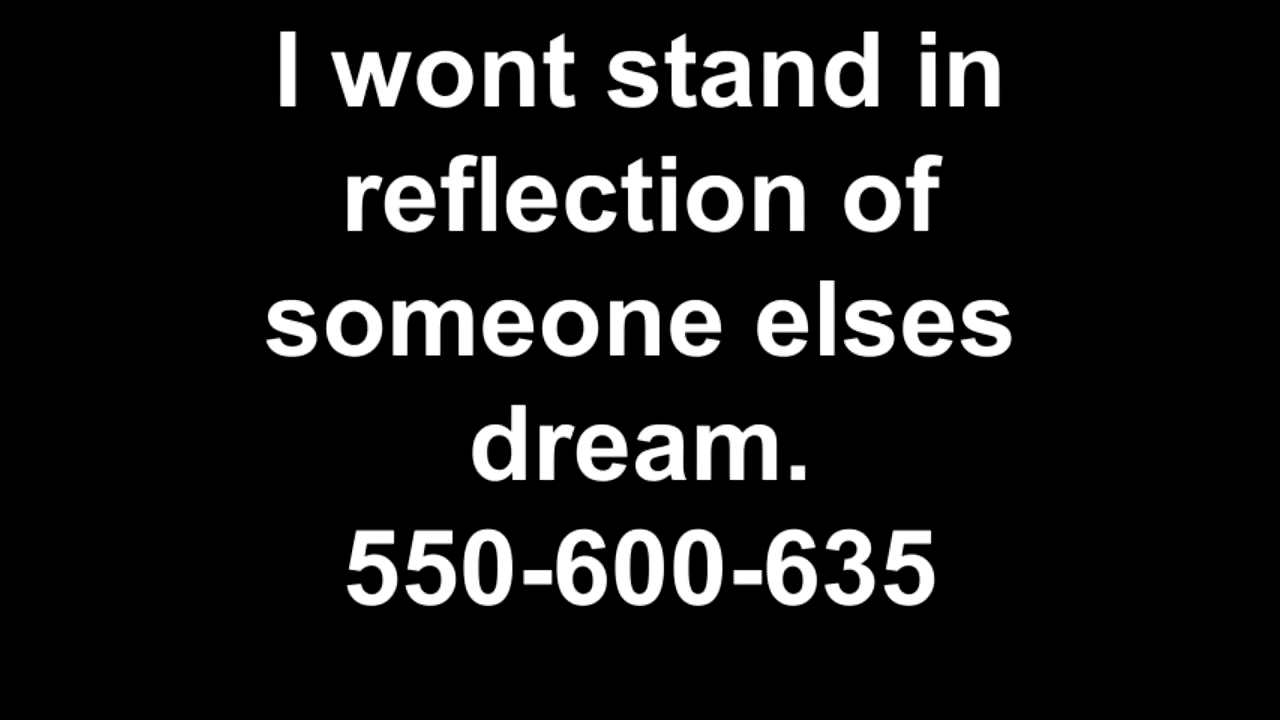 I wont stand in
reflection of
someone elses
dream.
550-600-635